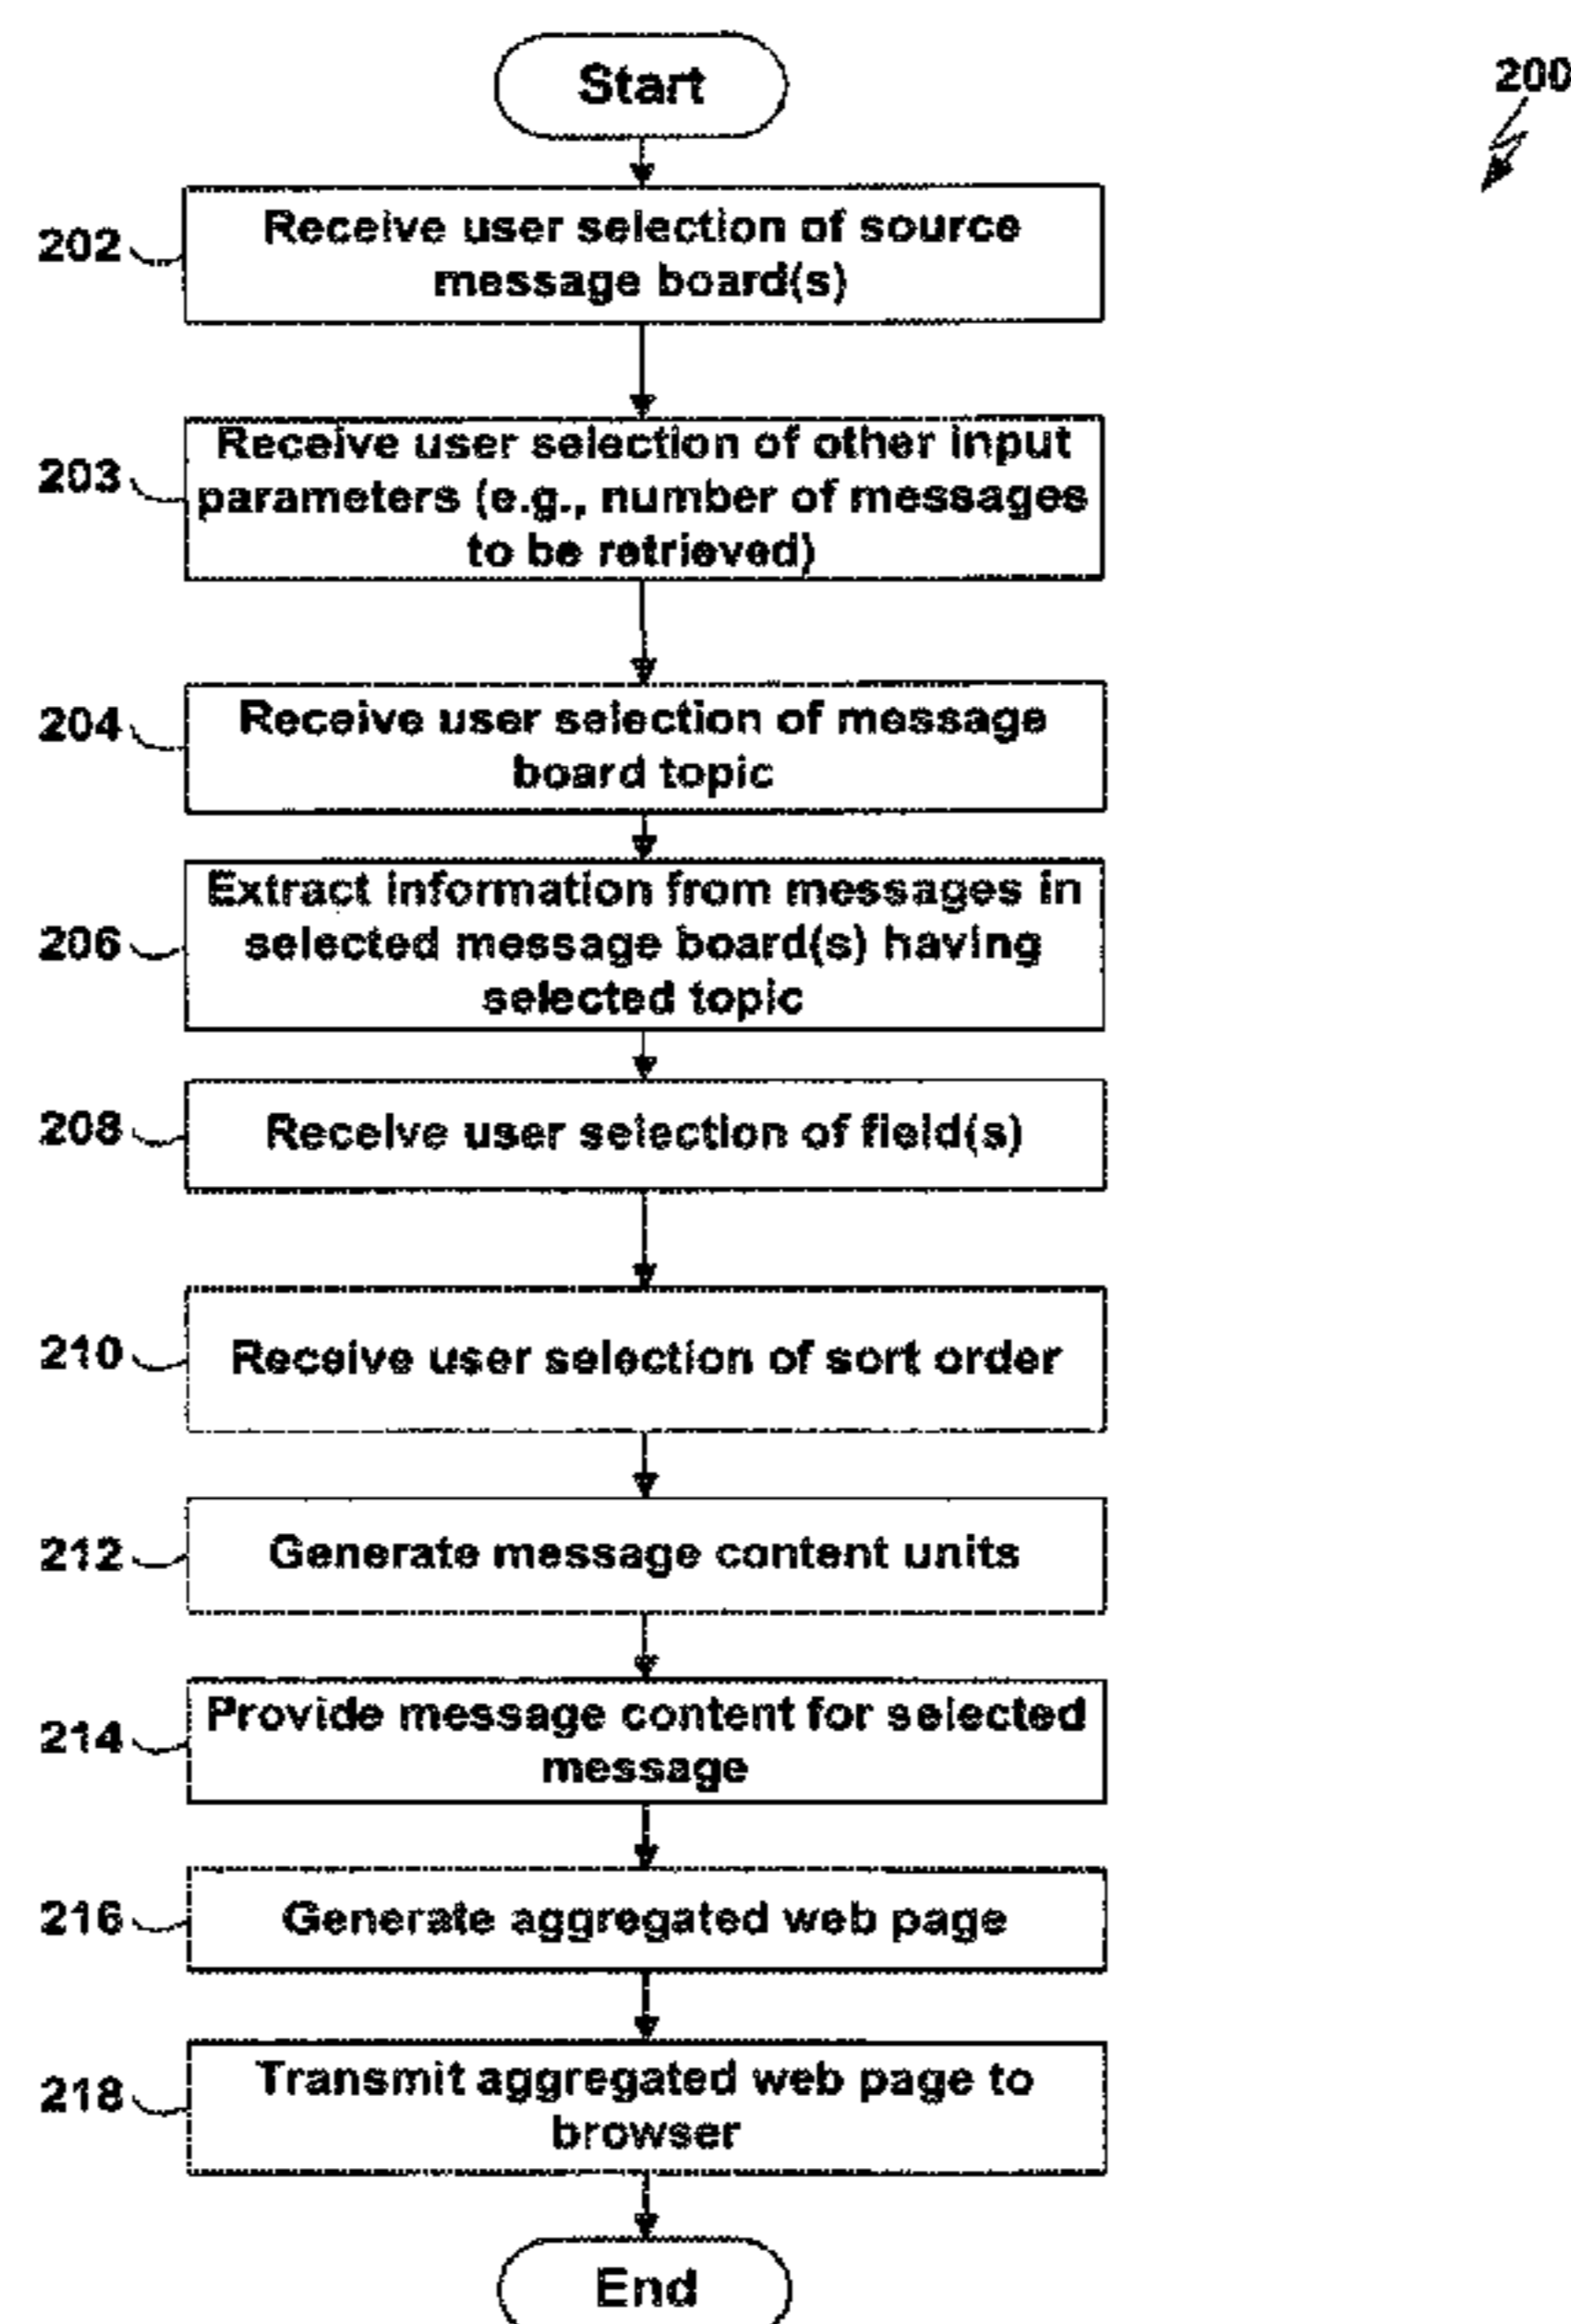 Start
200
202
Receive user selection of source
message board(s)
203
Receive user selection of other input
parameters (e.g., number of messages
to be retrieved)
204
Receive user selection of message
board topic
206
Extract information from messages in
selected message board(s) having
selected topic
208
Receive user selection of field(s)
210
Receive user selection of sort order
212
Generate message content units
214
Provide message content for selected
message
216
Generate aggregated web page
218
Transmit aggregated web page to
browser
End